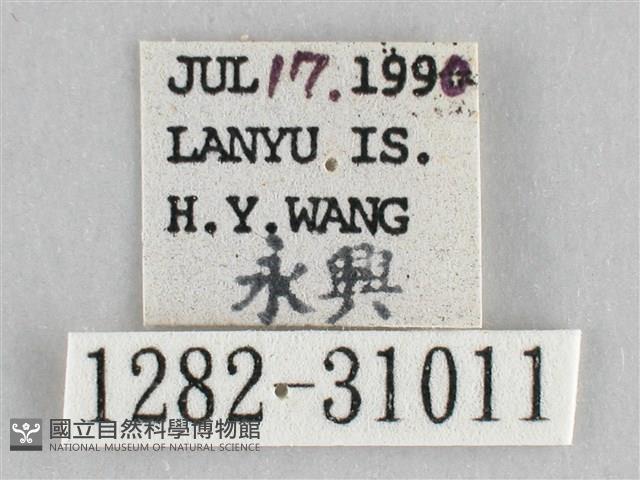 JUL 17. 1990
LANYU IS.
H.Y.WANG
永興
1282-31011
國立自然科學博物館
NATIONAL MUSEUM OF NATURAL SCIENCE